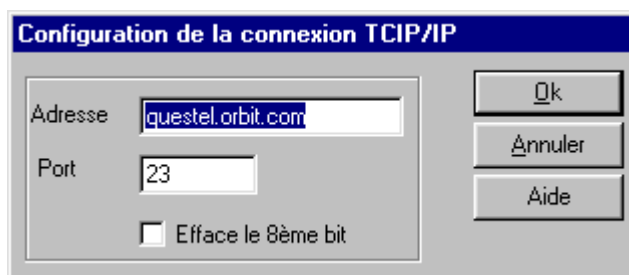 Configuration de la connexion TCIP/IP
Adresse
questel.orbit.com
Port
23
Efface le 8ème bit
Ok
Annuler
Aide